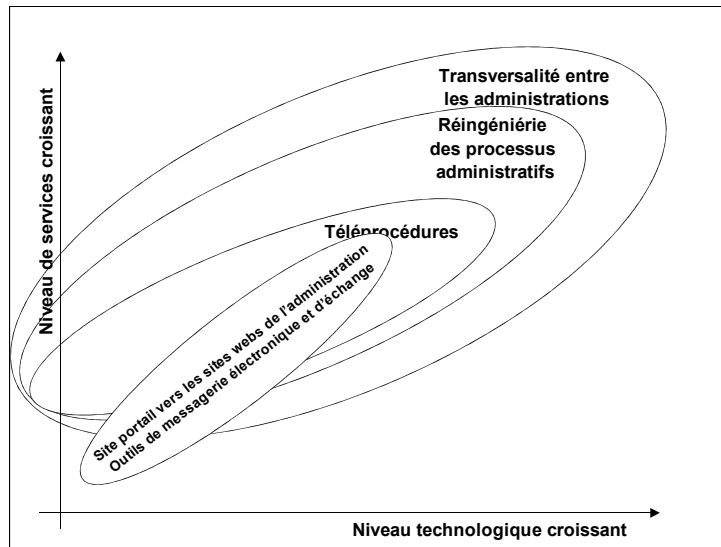 Transversalité entre
les administrations
Réingéniérie
des processus
administratifs
Téléprocédures
Site portail vers les sites webs de l'administration
Outils de messagerie électronique et d'échange
Niveau de services croissant
Niveau technologique croissant